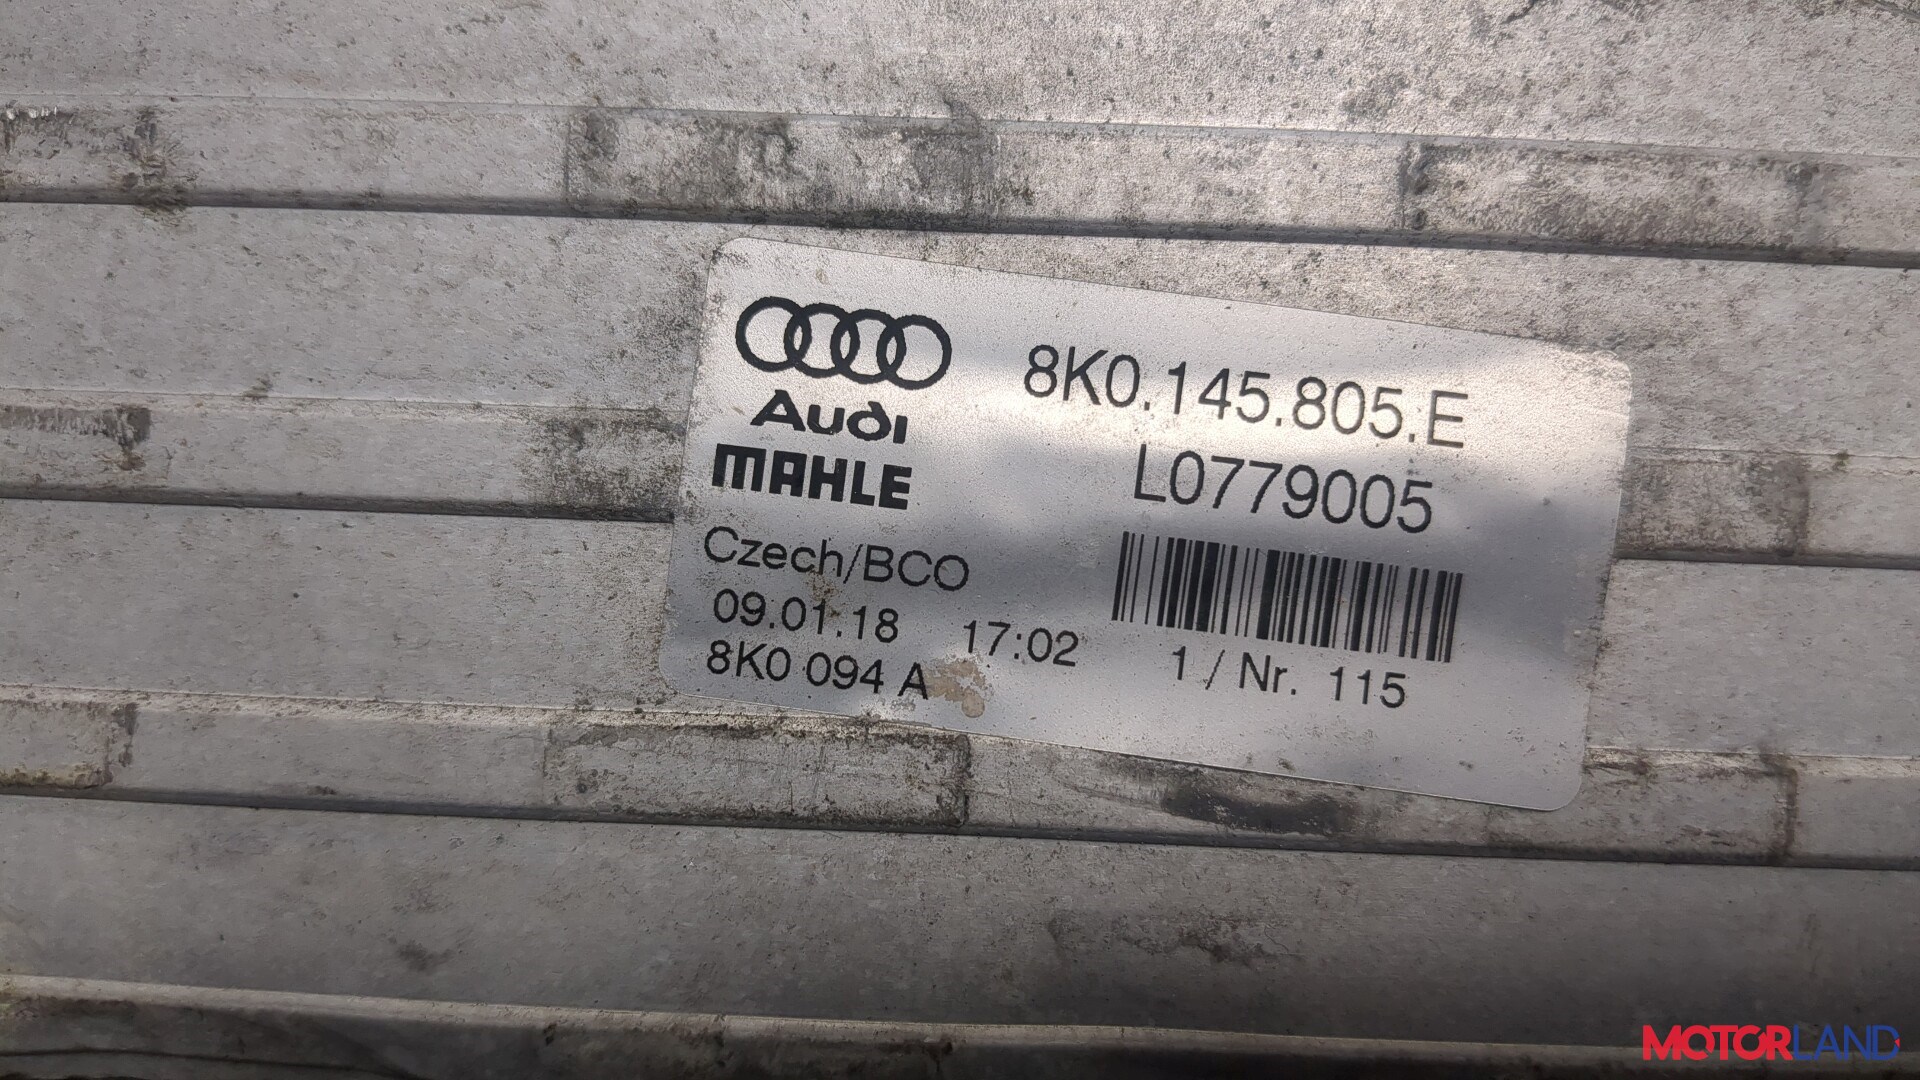 8K0.145.805.E
Audi
L0779005
MAHLE
Czech/BCO
09.01.18 17:02
1 / Nr. 115
8K0 094 A
MOTORLAND